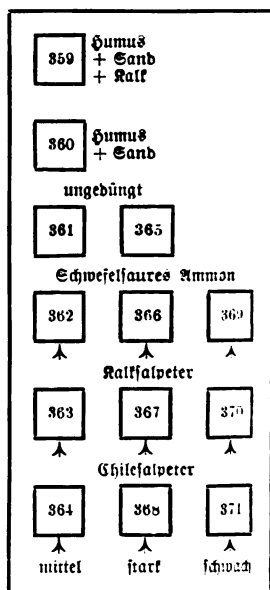 359 Humus
+ Sand
+ Kalk
360 Humus
+ Sand
ungedüngt
361 365
Schwefelsaures Ammon
362 366 369
Kalksalpeter
363 367 370
Chilesalpeter
364 368 371
mittel stark schwach